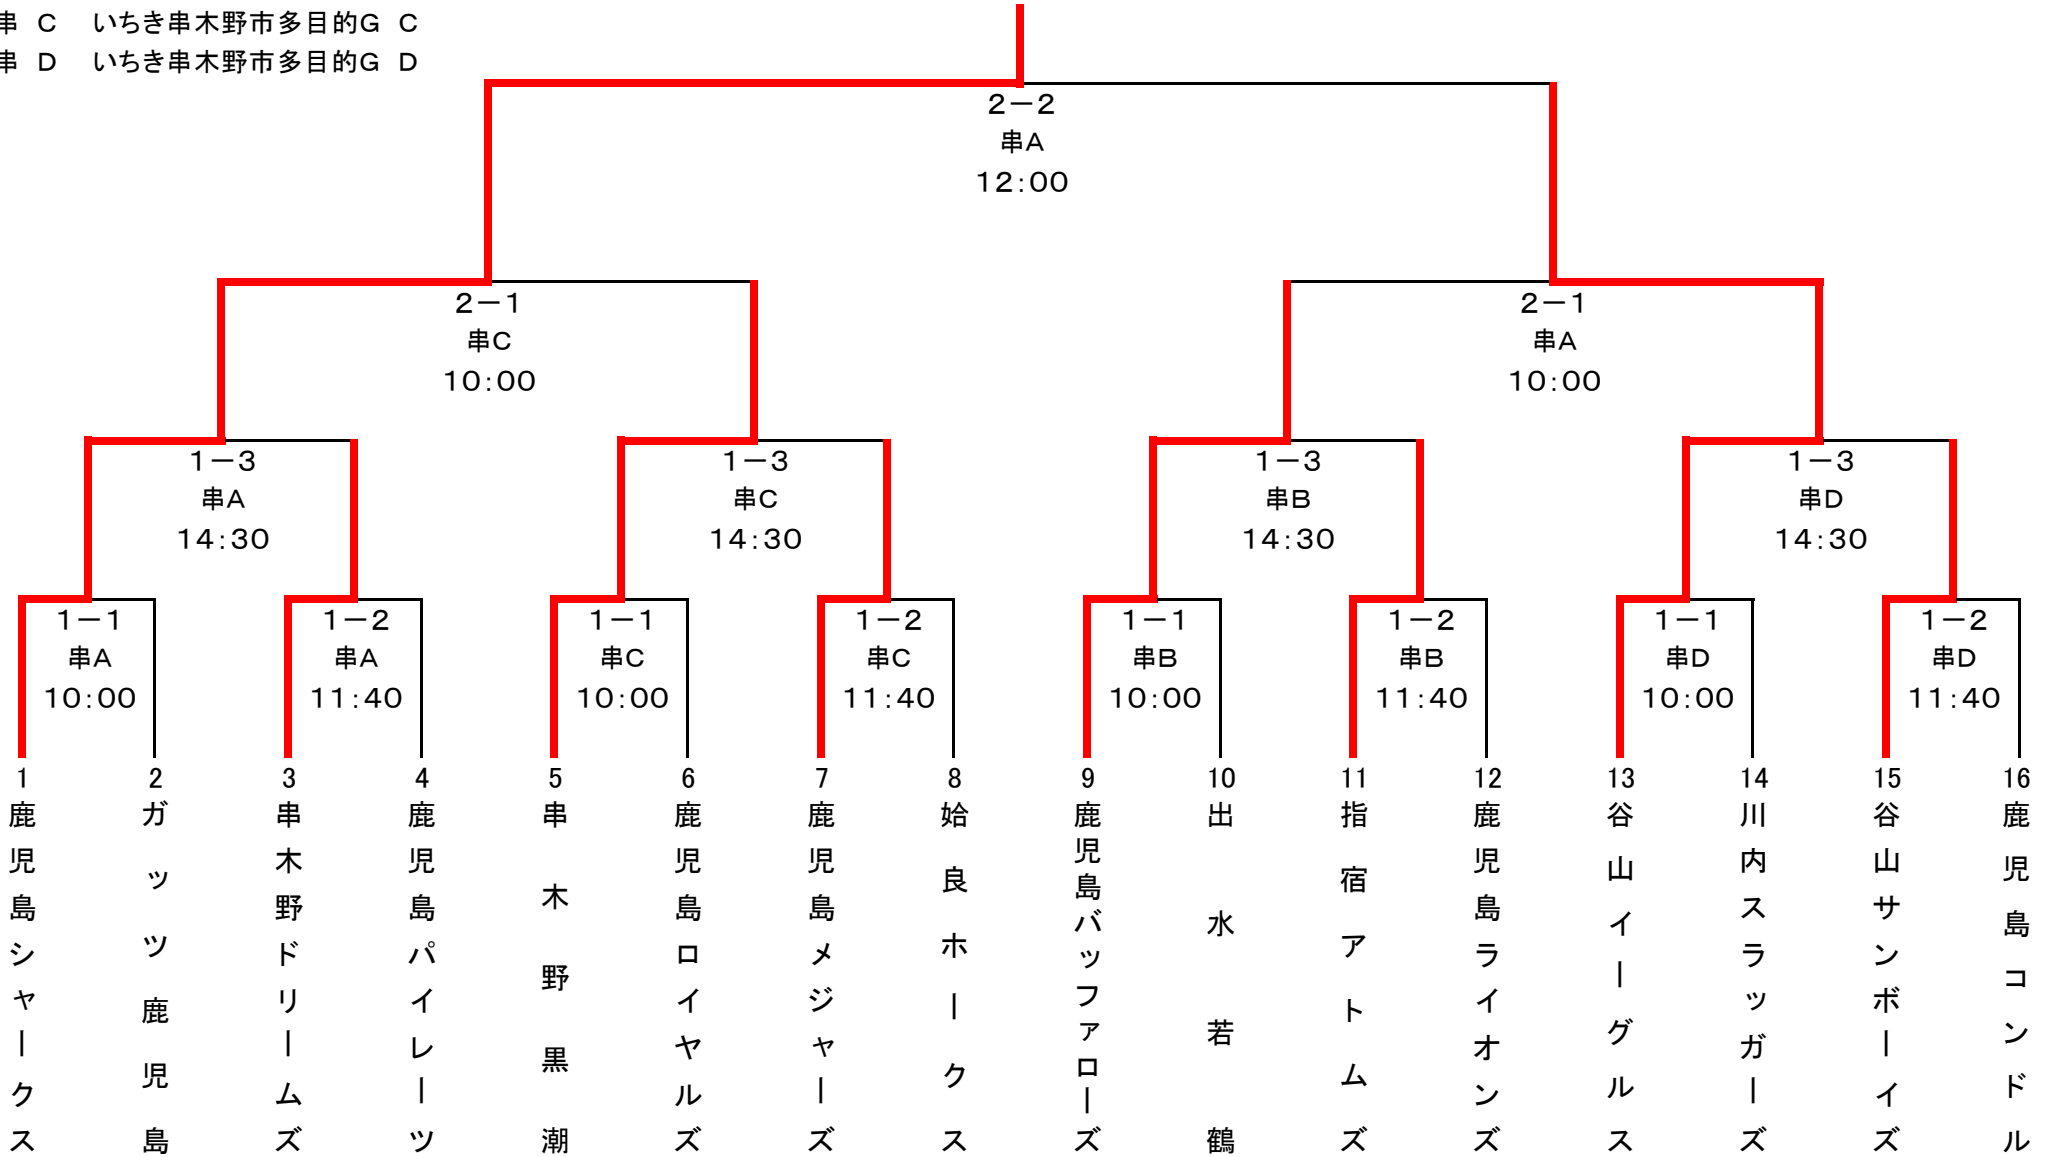 串 C いちき串木野市多目的G C
串 D いちき串木野市多目的G D
2－2
串A
12：00
2－1
串C
10：00
2－1
串A
10：00
1－3
串A
14：30
1－3
串C
14：30
1－3
串B
14：30
1－3
串D
14：30
1－1
串A
10：00
1－2
串A
11：40
1－1
串C
10：00
1－2
串C
11：40
1－1
串B
10：00
1－2
串B
11：40
1－1
串D
10：00
1－2
串D
11：40
1
鹿児島シャークス
2
ガッツ鹿児島
3
串木野ドリームズ
4
鹿児島パイレーツ
5
串木野黒潮
6
鹿児島ロイヤルズ
7
鹿児島メジャーズ
8
姶良ホークス
9
鹿児島バッファローズ
10
出水若鶴
11
指宿アトムズ
12
鹿児島ライオンズ
13
谷山イーグルス
14
川内スラッガーズ
15
谷山サンボーイズ
16
鹿児島コンドル